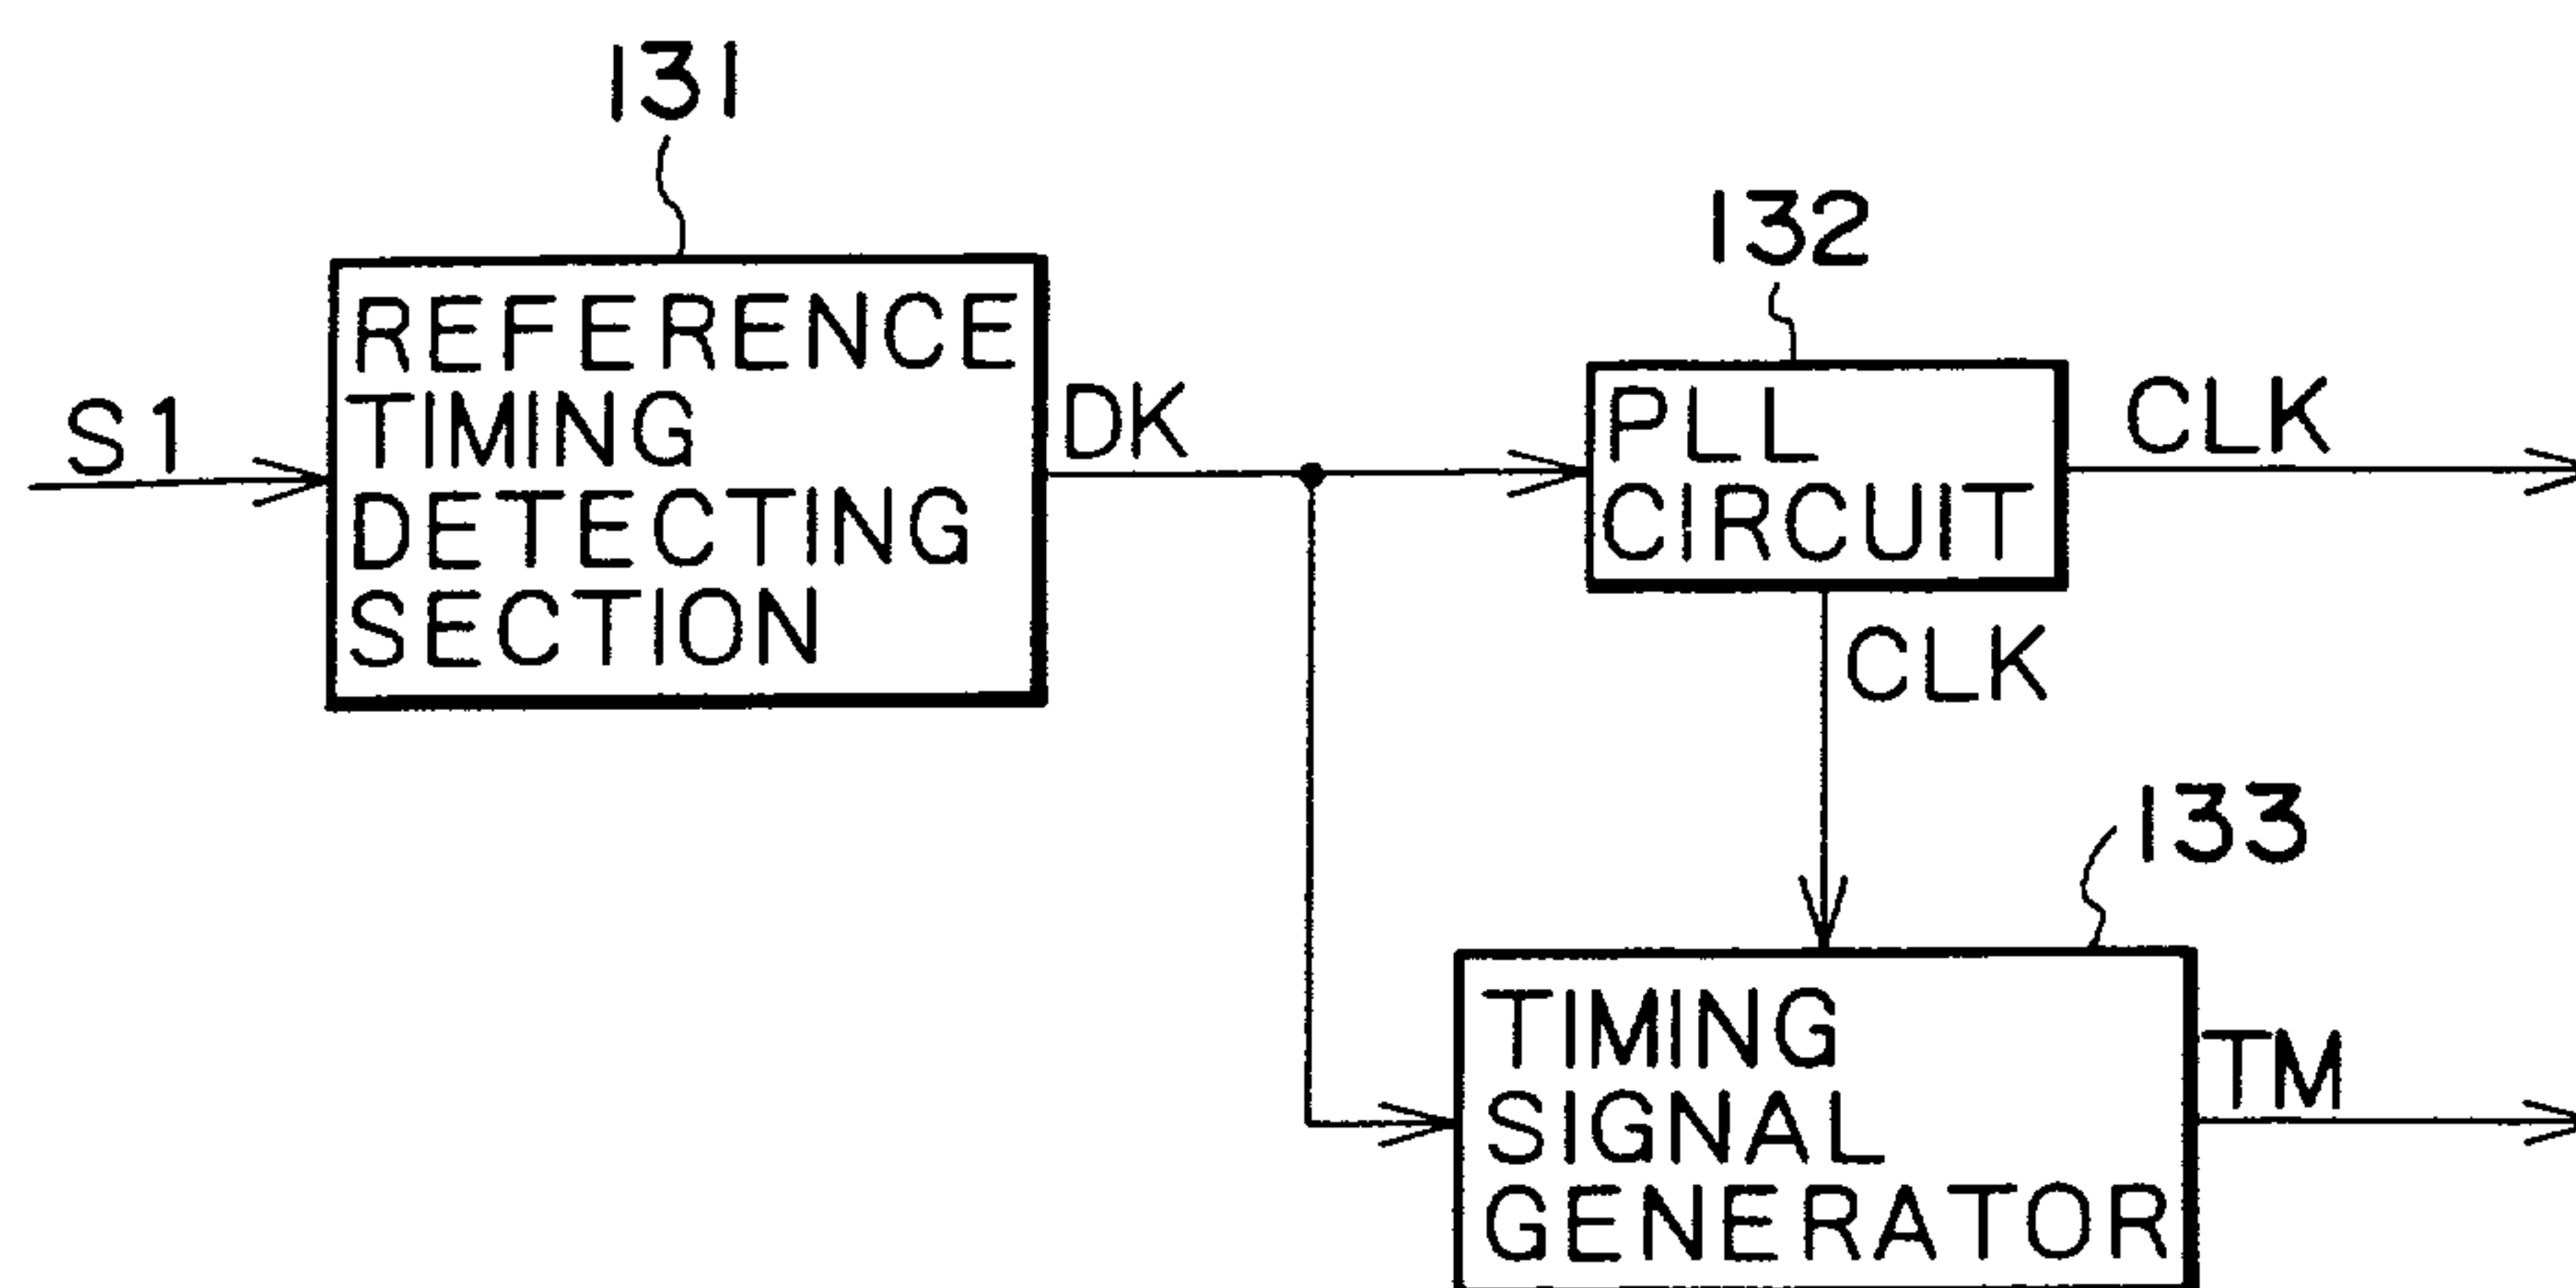 131
132
REFERENCE
TIMING
DETECTING
SECTION
S1
DK
PLL
CIRCUIT
CLK
CLK
133
TIMING
SIGNAL
GENERATOR
TM